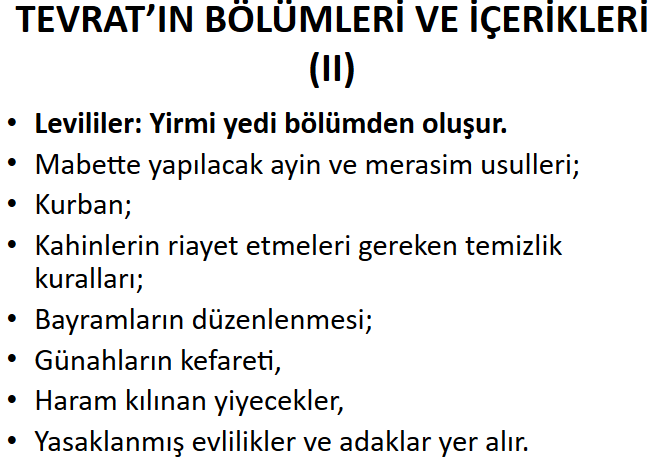 TEVRAT’IN BÖLÜMLERİ VE İÇERİKLERİ
(II)
• Levililer: Yirmi yedi bölümden oluşur.
• Mabette yapılacak ayin ve merasim usulleri;
• Kurban;
• Kahinlerin riayet etmeleri gereken temizlik
kuralları;
• Bayramların düzenlenmesi;
• Günahların kefareti,
• Haram kılınan yiyecekler,
• Yasaklanmış evlilikler ve adaklar yer alır.